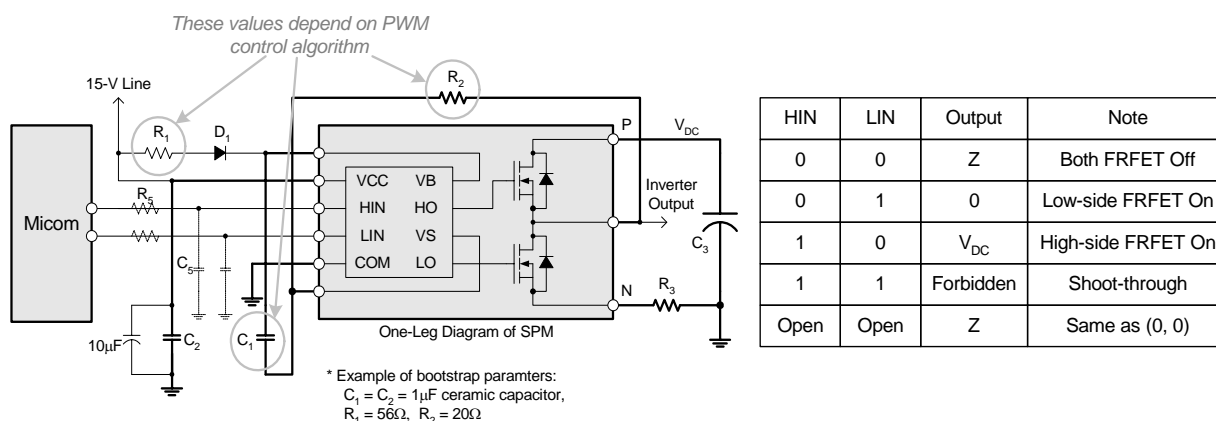 These values depend on PWM
control algorithm
15-V Line
R1
D1
R2
Micom
R5
C5
10μF
C2
C1
VCC VB
HIN HO
LIN VS
COM LO
P
VDC
Inverter
Output
C3
N
R3
One-Leg Diagram of SPM
* Example of bootstrap paramters:
C1 = C2 = 1μF ceramic capacitor,
R1 = 56Ω, R2 = 20Ω
HIN LIN Output Note
0 0 Z Both FRFET Off
0 1 0 Low-side FRFET On
1 0 VDC High-side FRFET On
1 1 Forbidden Shoot-through
Open Open Z Same as (0, 0)